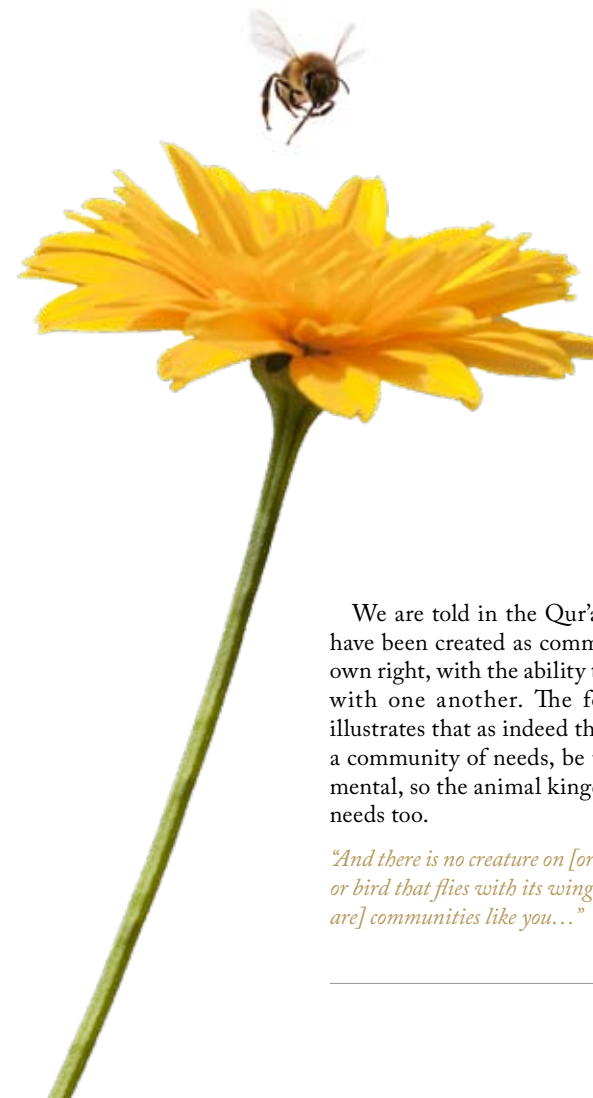 We are told in the Qur’a
have been created as comm
own right, with the ability t
with one another. The f
illustrates that as indeed th
a community of needs, be
mental, so the animal king
needs too.
“And there is no creature on [or
or bird that flies with its wing
are] communities like you…”